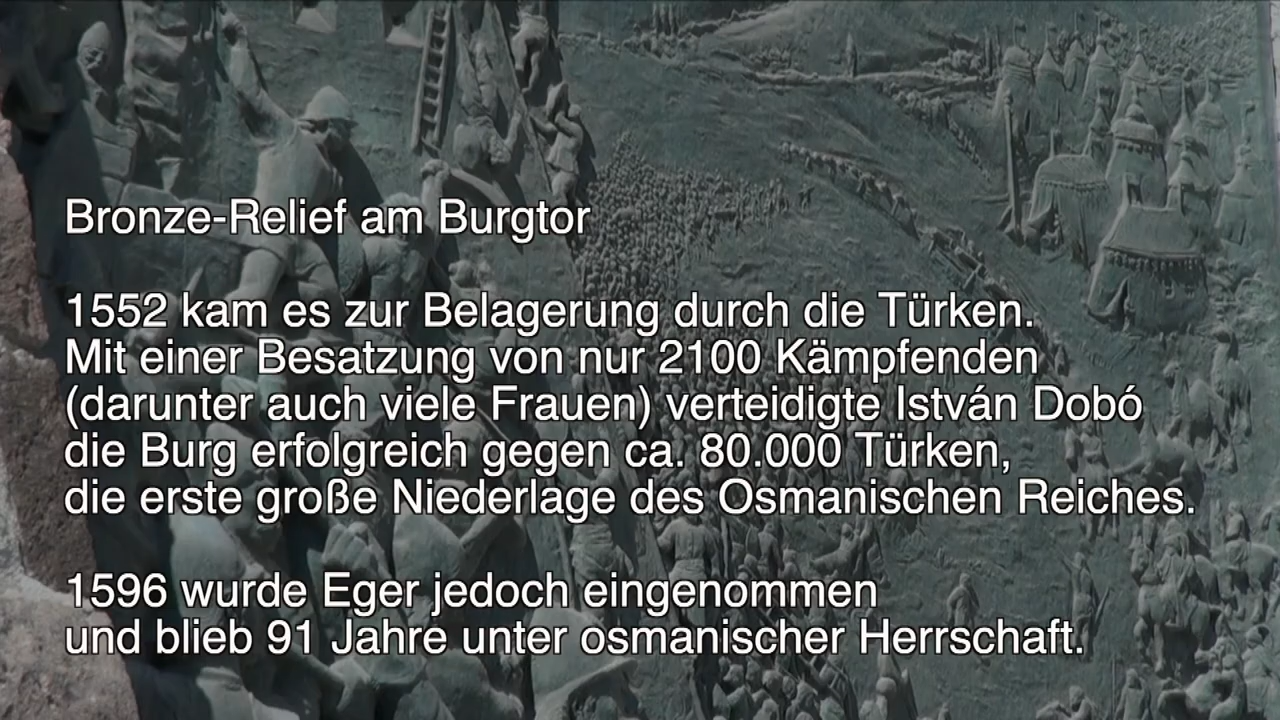 Bronze-Relief am Burgtor
1552 kam es zur Belagerung durch die Türken.
Mit einer Besatzung von nur 2100 Kämpfenden
(darunter auch viele Frauen) verteidigte István Dobó
die Burg erfolgreich gegen ca. 80.000 Türken,
die erste große Niederlage des Osmanischen Reiches.
1596 wurde Eger jedoch eingenommen
und blieb 91 Jahre unter osmanischer Herrschaft.